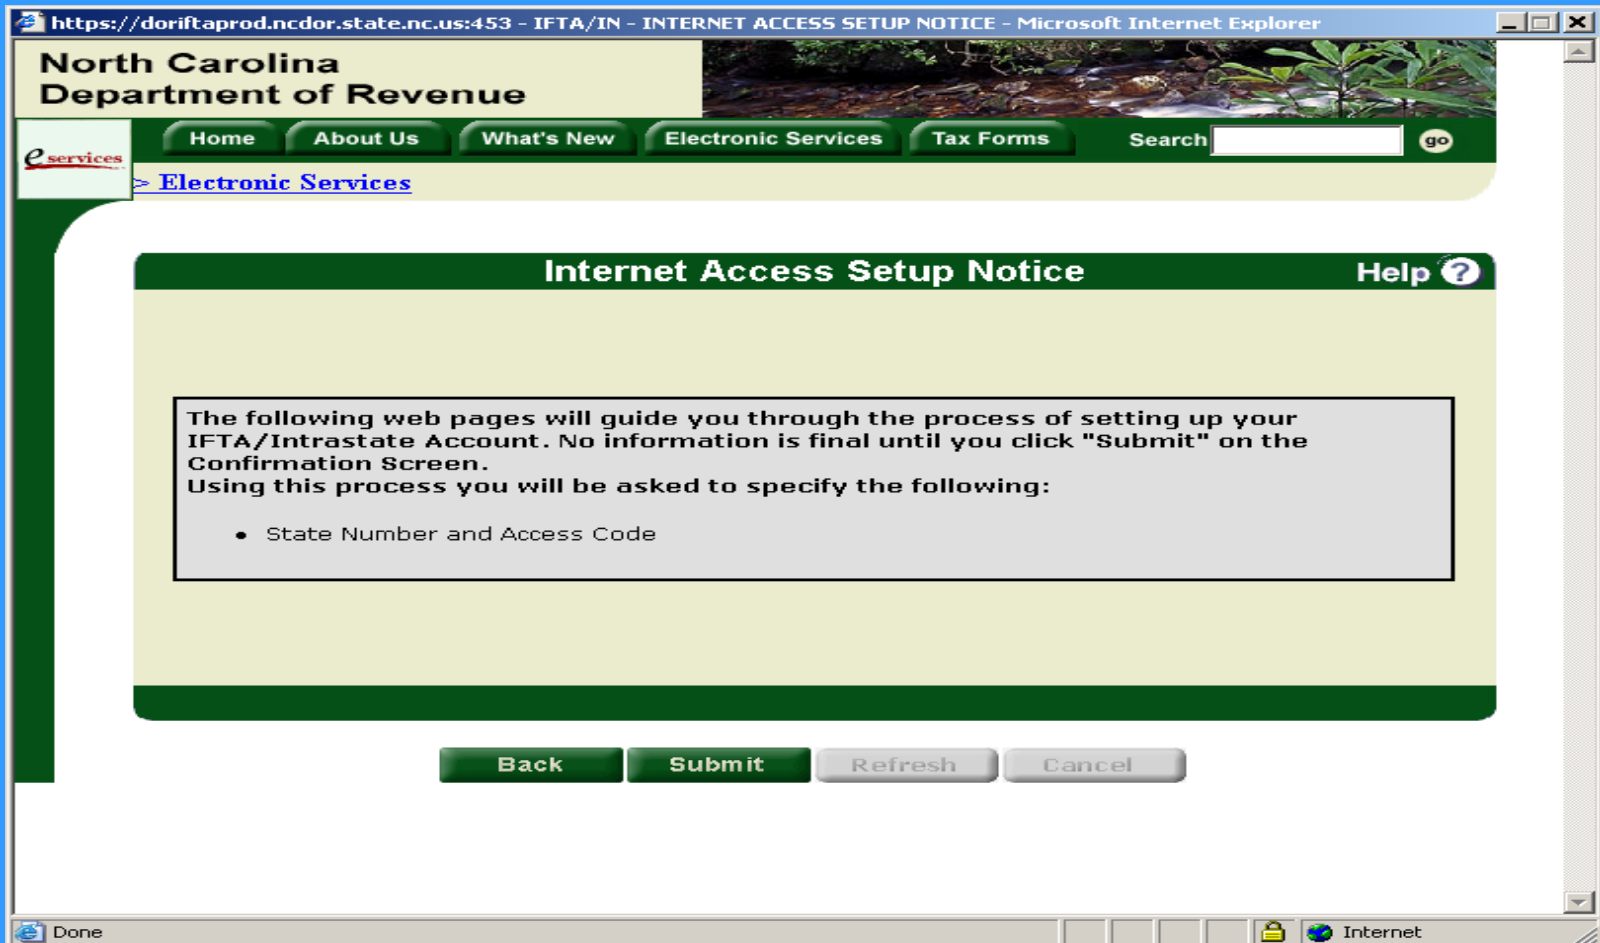 https://doriftaprod.ncdor.state.nc.us:453 - IFTA/IN - INTERNET ACCESS SETUP NOTICE - Microsoft Internet Explorer
North Carolina
Department of Revenue
e services
Home About Us What's New Electronic Services Tax Forms Search go
> Electronic Services
Internet Access Setup Notice Help ?
The following web pages will guide you through the process of setting up your
IFTA/Intrastate Account. No information is final until you click "Submit" on the
Confirmation Screen.
Using this process you will be asked to specify the following:
• State Number and Access Code
Back Submit Refresh Cancel
Done Internet